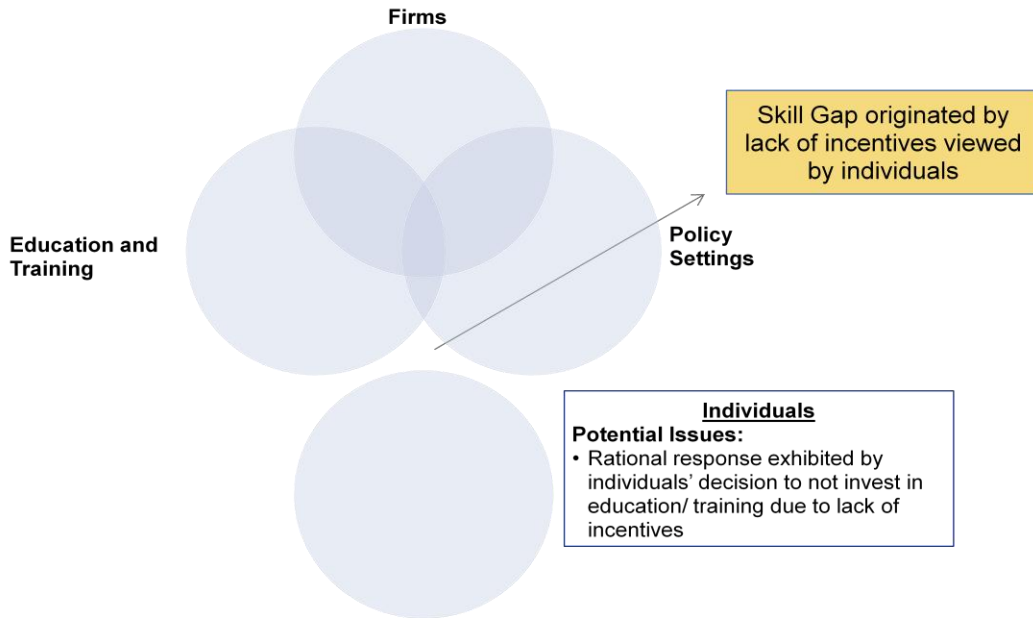 Firms
Skill Gap originated by
lack of incentives viewed
by individuals
Education and
Training
Policy
Settings
Individuals
Potential Issues:
• Rational response exhibited by
individuals’ decision to not invest in
education/ training due to lack of
incentives